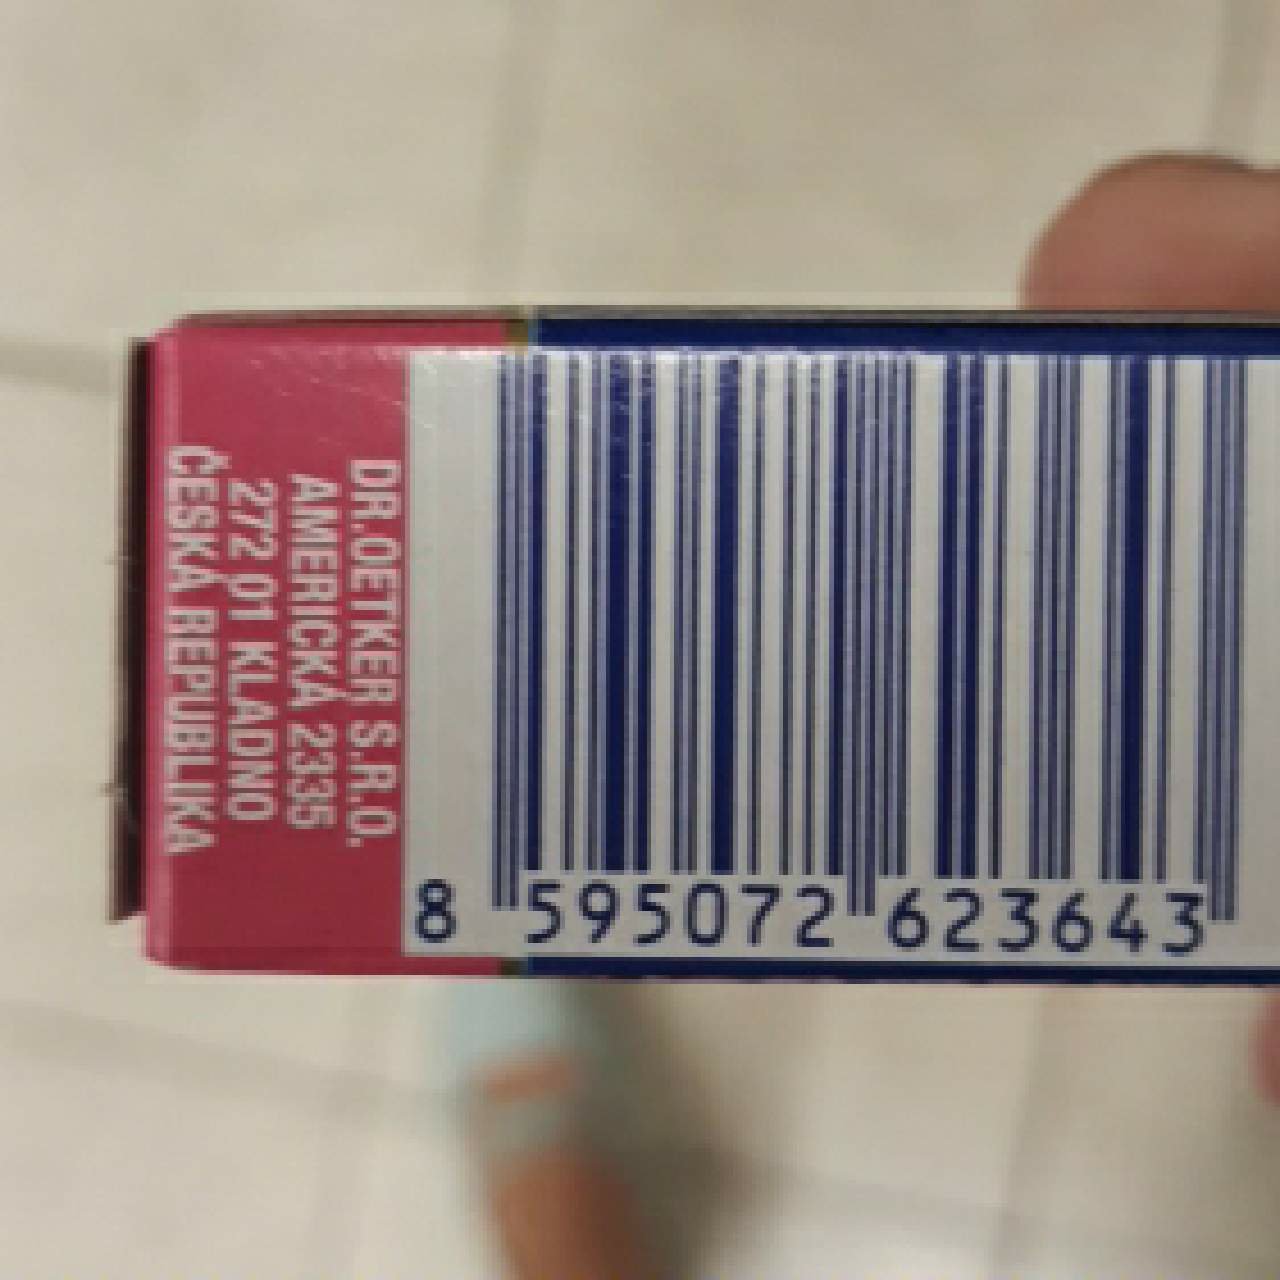 DR.OETKER S.R.O.
AMERICKÁ 2335
272 01 KLADNO
ČESKÁ REPUBLIKA
8 595072 623643